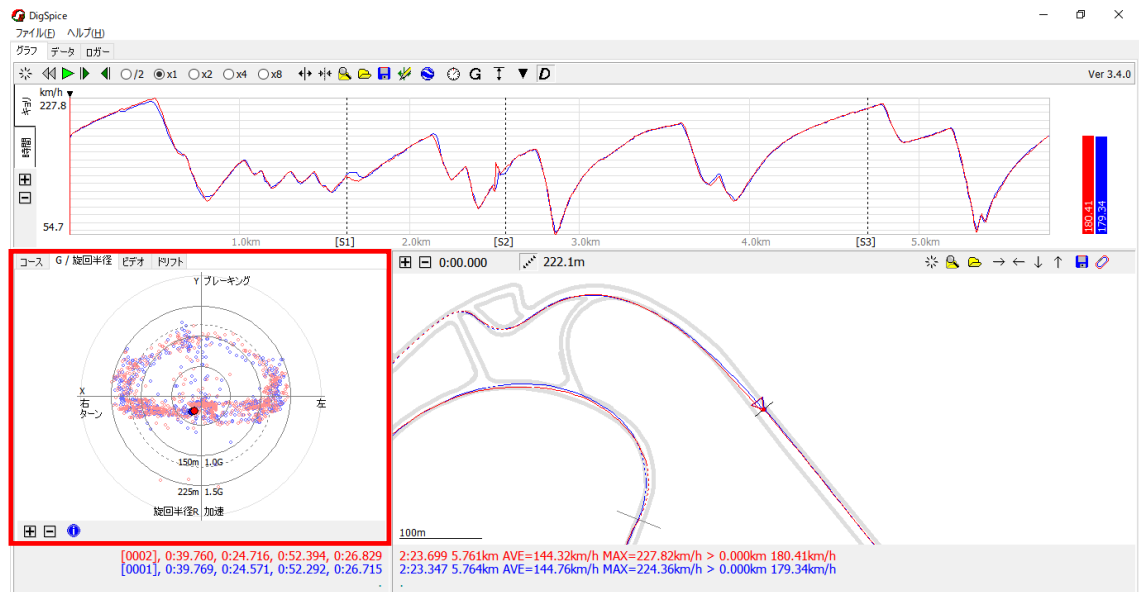 DigSpice
ファイル(F) ヘルプ(H)
グラフ データ ロガー
/2 x1 x2 x4 x8 G D Ver 3.4.0
キョリ
時間
km/h
227.8
54.7
1.0km [S1] 2.0km [S2] 3.0km 4.0km [S3] 5.0km
180.41
179.34
コース G / 旋回半径 ビデオ ドリフト
Y ブレーキング
X
右
ターン
左
150m 1.0G
225m 1.5G
旋回半径R 加速
0:00.000 222.1m
100m
[0002], 0:39.760, 0:24.716, 0:52.394, 0:26.829
[0001], 0:39.769, 0:24.571, 0:52.292, 0:26.715
2:23.699 5.761km AVE=144.32km/h MAX=227.82km/h > 0.000km 180.41km/h
2:23.347 5.764km AVE=144.76km/h MAX=224.36km/h > 0.000km 179.34km/h